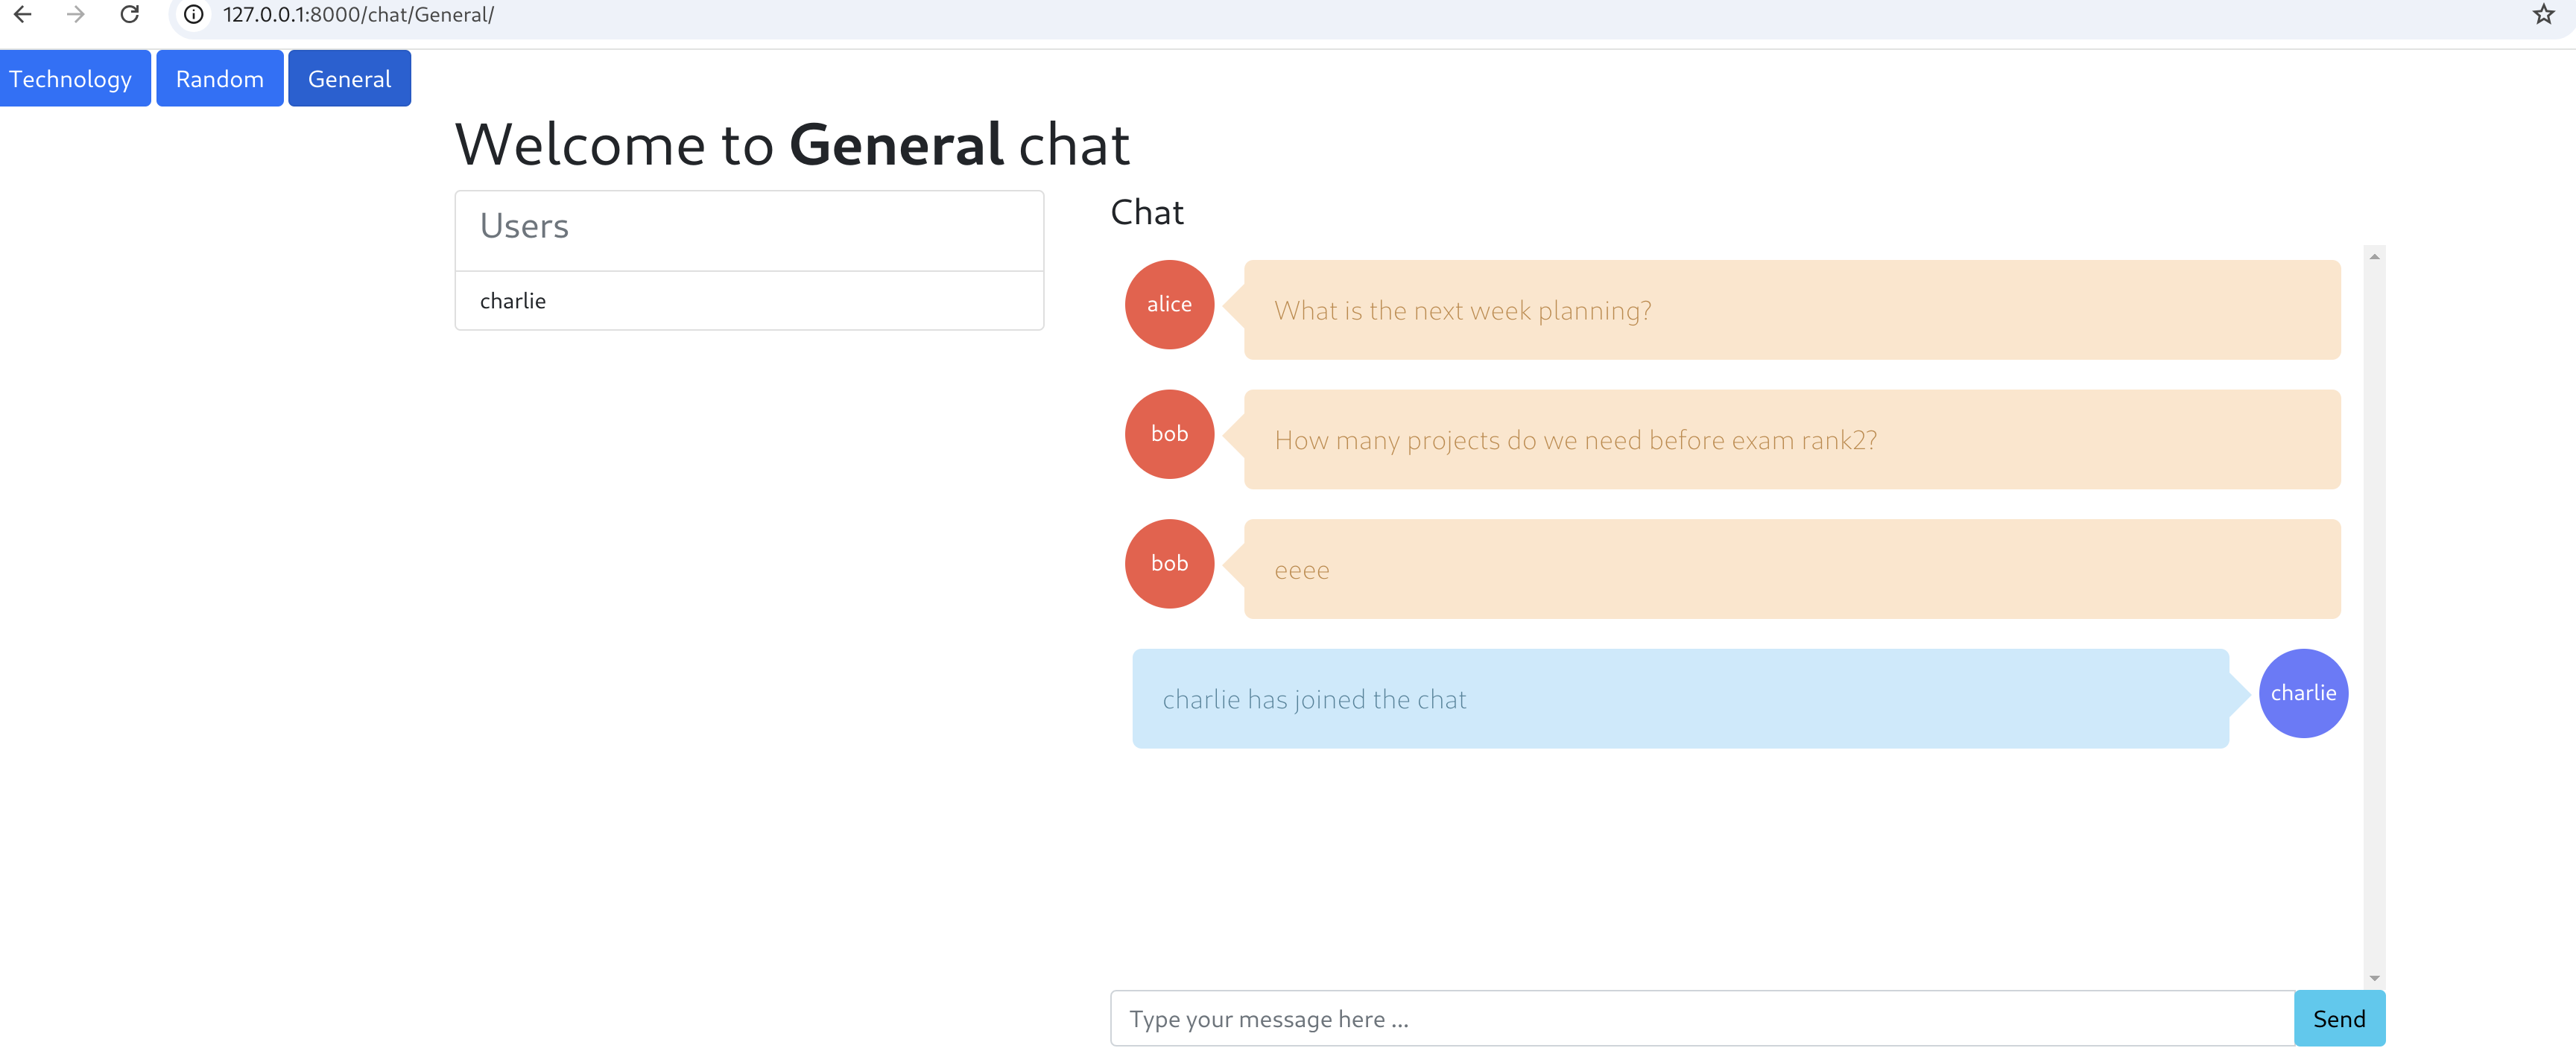 127.0.0.1:8000/chat/General/
Technology Random General
Welcome to General chat
Users
charlie
Chat
alice What is the next week planning?
bob How many projects do we need before exam rank2?
bob eeee
charlie has joined the chat charlie
Type your message here ... Send